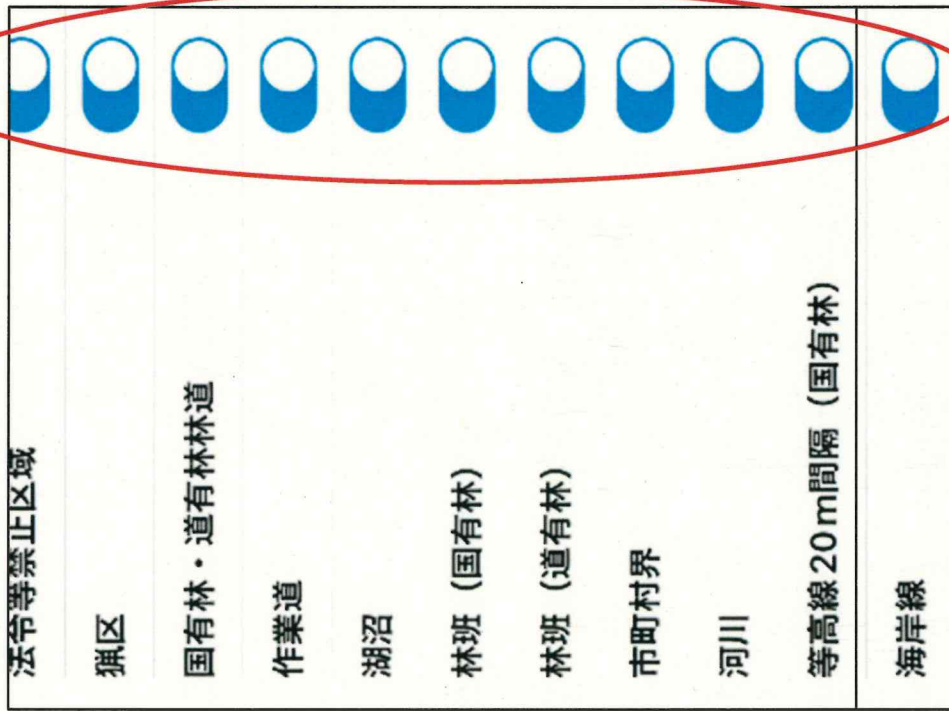 法令等禁止区域
猟区
国有林・道有林林道
作業道
湖沼
林班（国有林）
林班（道有林）
市町村界
河川
等高線20m間隔（国有林）
海岸線